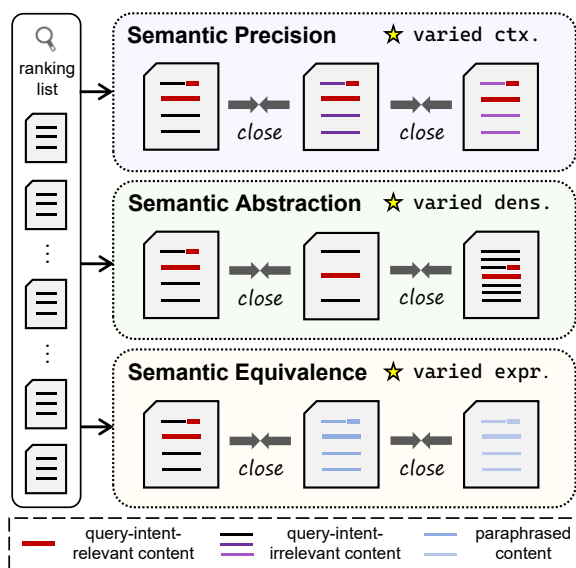 ranking
list
Semantic Precision varied ctx.
close close
Semantic Abstraction varied dens.
close close
Semantic Equivalence varied expr.
close close
query-intent-
relevant content
query-intent-
irrelevant content
paraphrased
content